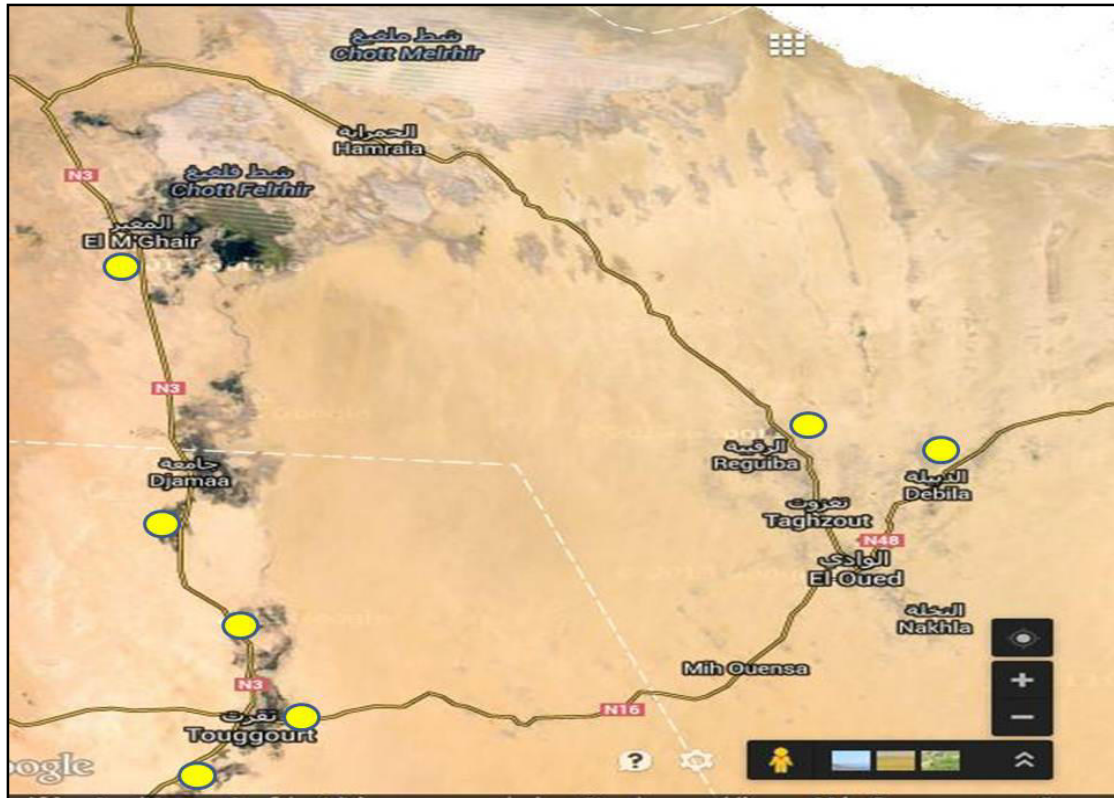 شط ملغيغ
Chott Melrhir
الحمراية
Hamraia
شط فلغيغ
Chott Felrhir
N3
المغير
El M'Ghair
N3
الرقيبة
Reguiba
جامعة
Djamaa
الدبيلة
Debila
تغزوت
Taghzout
N48
الوادي
El-Oued
النخلة
Nakhla
Mih Ouensa
N3
N16
تقرت
Touggourt
oogle
?
+
−